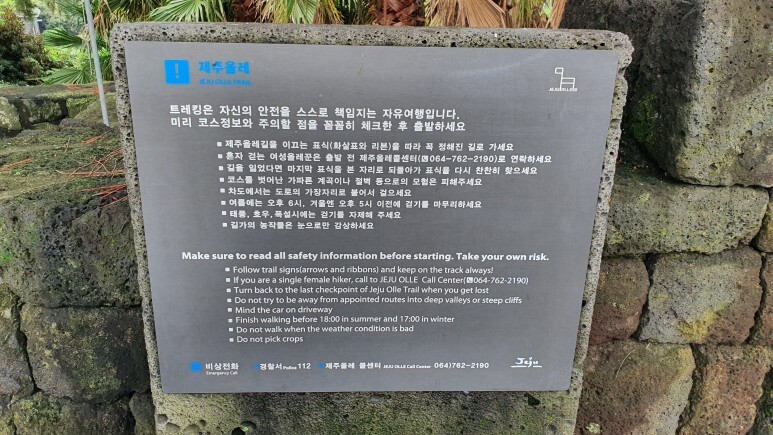 제주올레
JEJU OLLE TRAIL
JEJU OLLE
트레킹은 자신의 안전을 스스로 책임지는 자유여행입니다.
미리 코스정보와 주의할 점을 꼼꼼히 체크한 후 출발하세요
■ 제주올레길을 이끄는 표식(화살표와 리본)을 따라 꼭 정해진 길로 가세요
■ 혼자 걷는 여성올레꾼은 출발 전 제주올레콜센터(☎064-762-2190)로 연락하세요
■ 길을 잃었다면 마지막 표식을 본 자리로 되돌아가 표식을 다시 찬찬히 찾으세요
■ 코스를 벗어난 가파른 계곡이나 절벽 등으로의 모험은 피해주세요
■ 차도에서는 도로의 가장자리로 붙어서 걸으세요
■ 여름에는 오후 6시, 겨울엔 오후 5시 이전에 걷기를 마무리하세요
■ 태풍, 호우, 폭설시에는 걷기를 자제해 주세요
■ 길가의 농작물은 눈으로만 감상하세요
Make sure to read all safety information before starting. Take your own risk.
■ Follow trail signs(arrows and ribbons) and keep on the track always!
■ If you are a single female hiker, call to JEJU OLLE Call Center(☎064-762-2190)
■ Turn back to the last checkpoint of Jeju Olle Trail when you get lost
■ Do not try to be away from appointed routes into deep valleys or steep cliffs
■ Mind the car on driveway
■ Finish walking before 18:00 in summer and 17:00 in winter
■ Do not walk when the weather condition is bad
■ Do not pick crops
비상전화 경찰서 Police 112 제주올레 콜센터 JEJU OLLE Call Center 064)762-2190
Emergency Call
Jeju